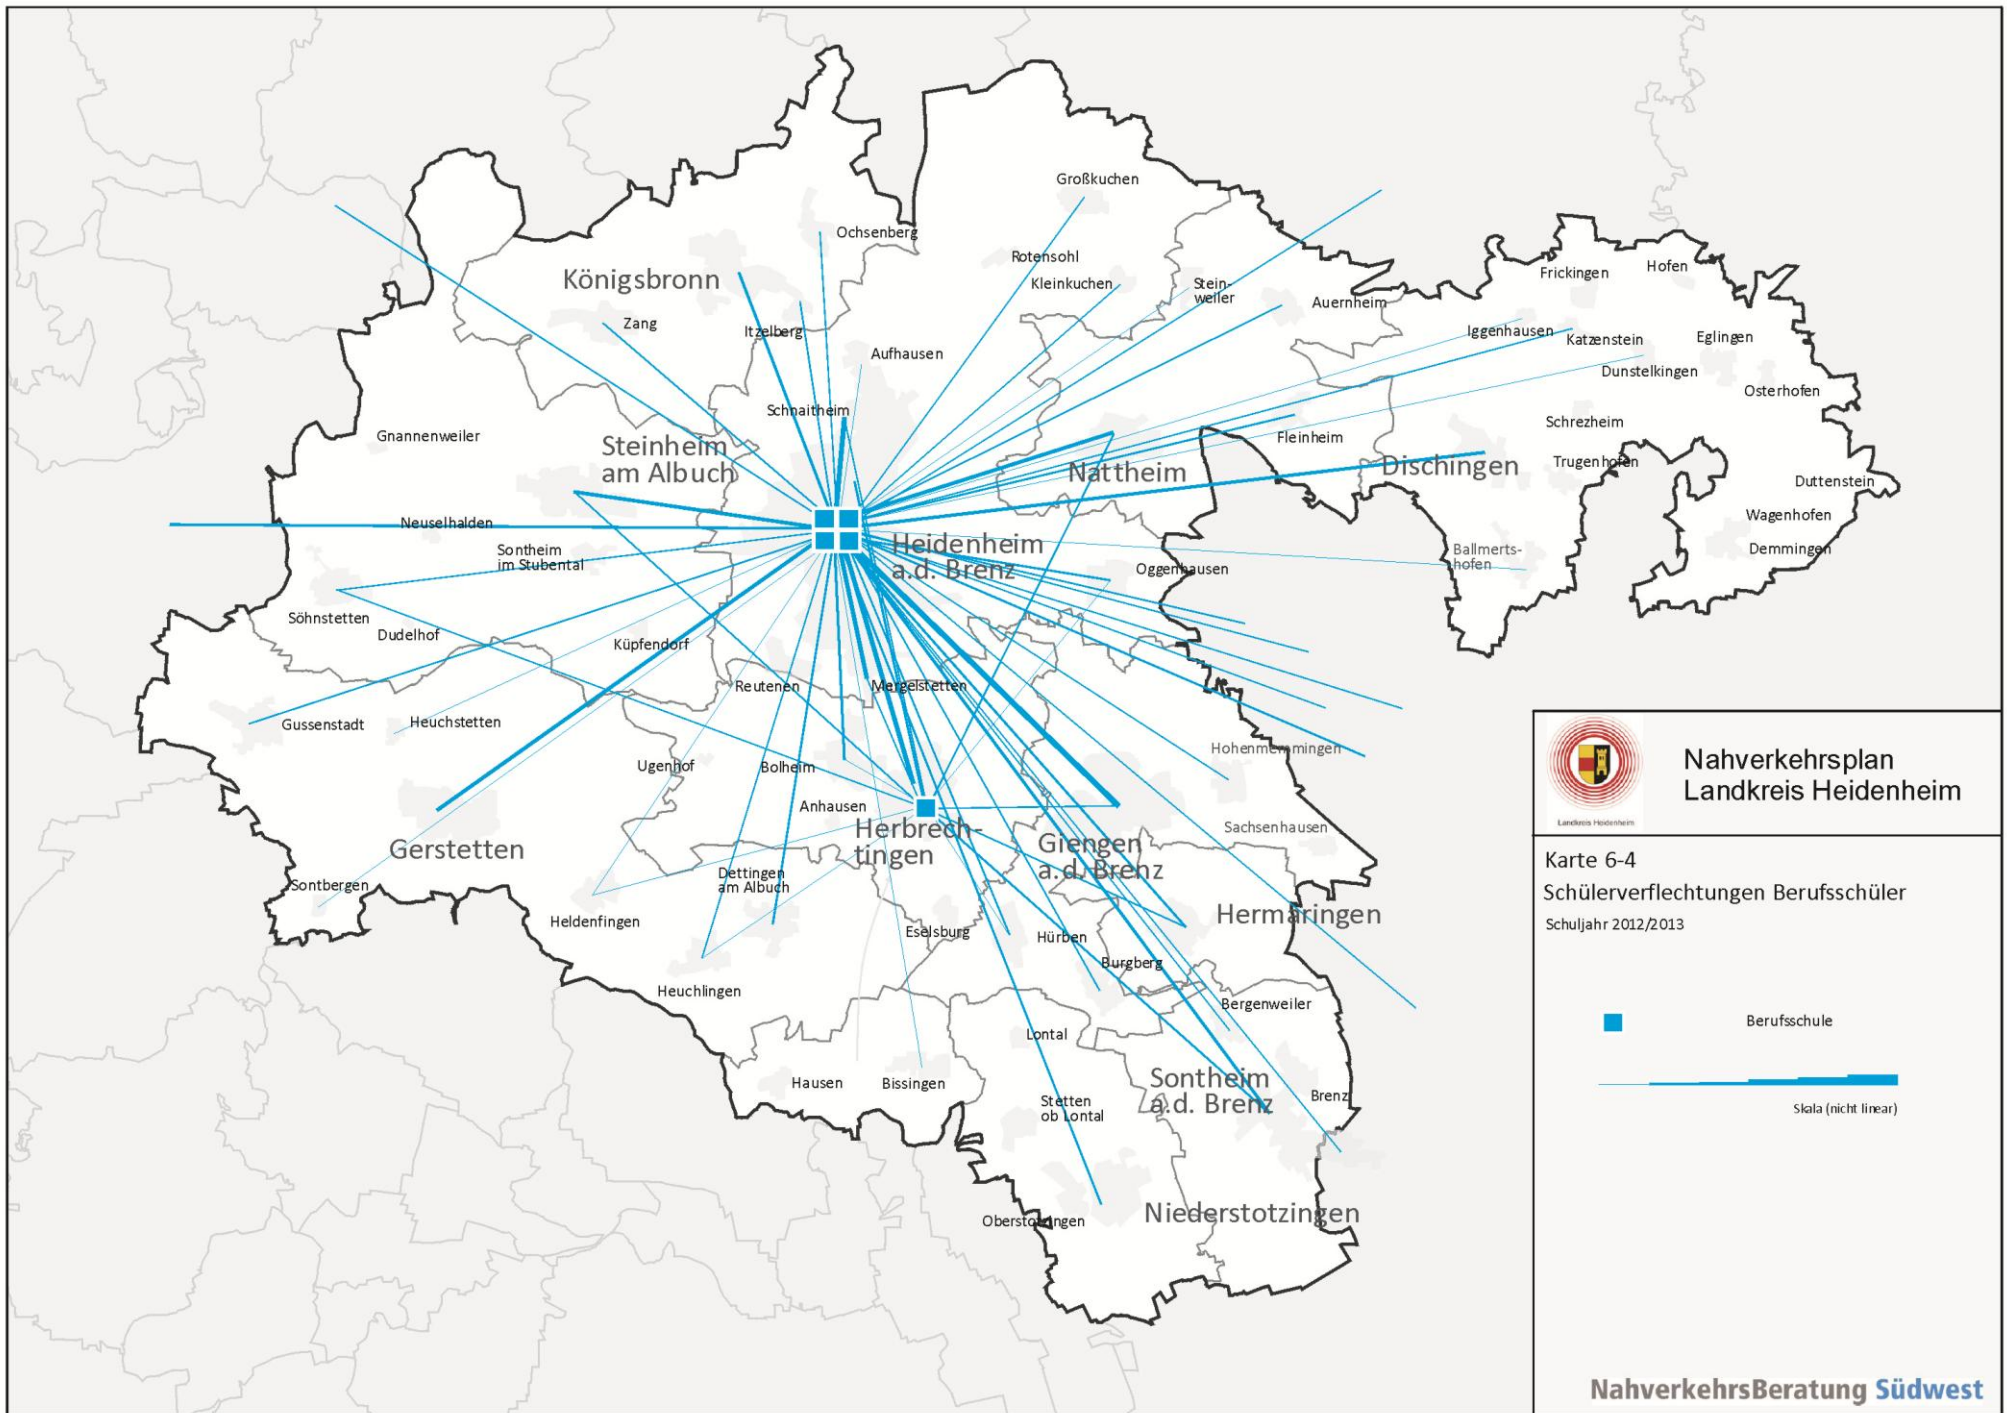 Großkuchen
Ochsenberg
Rotensohl
Königsbronn
Kleinkuchen
Stein-
weiler
Auernheim
Frickingen
Hofen
Zang
Itzelberg
Iggenhausen
Katzenstein
Eglingen
Aufhausen
Dunstelkingen
Osterhofen
Schnaitheim
Schrezheim
Gnannenweiler
Steinheim
am Albuch
Fleinheim
Nattheim
Dischingen
Trugenhofen
Duttenstein
Neuselhalden
Wagenhofen
Sontheim
im Stubental
Heidenheim
a.d. Brenz
Ballmerts-
hofen
Demmingen
Oggenhausen
Söhnstetten
Dudelhof
Küpfendorf
Reutenen
Mergelstetten
Gussenstadt
Heuchstetten
Hohenmemmingen
Ugenhof
Bolheim
Anhausen
Herbrech-
tingen
Sachsenhausen
Gerstetten
Giengen
a.d. Brenz
Sontbergen
Dettingen
am Albuch
Heldenfingen
Eselsburg
Hürben
Hermaringen
Burgberg
Heuchlingen
Bergenweiler
Lontal
Hausen
Bissingen
Sontheim
a.d. Brenz
Stetten
ob Lontal
Brenz
Oberstotzingen
Niederstotzingen
Landkreis Heidenheim
Nahverkehrsplan
Landkreis Heidenheim
Karte 6-4
Schülerverflechtungen Berufsschüler
Schuljahr 2012/2013
Berufsschule
Skala (nicht linear)
NahverkehrsBeratung Südwest